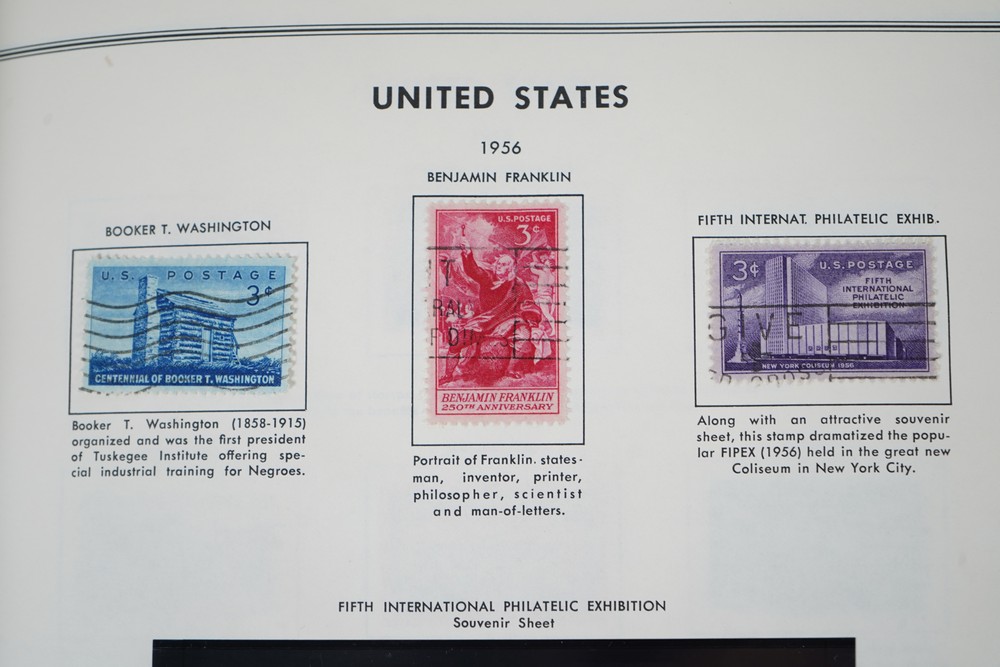 UNITED STATES
1956
BOOKER T. WASHINGTON
U.S. POSTAGE
3¢
CENTENNIAL OF BOOKER T. WASHINGTON
Booker T. Washington (1858-1915)
organized and was the first president
of Tuskegee Institute offering spe-
cial industrial training for Negroes.
BENJAMIN FRANKLIN
U.S. POSTAGE
3¢
BENJAMIN FRANKLIN
250TH ANNIVERSARY
Portrait of Franklin. states-
man, inventor, printer,
philosopher, scientist
and man-of-letters.
FIFTH INTERNAT. PHILATELIC EXHIB.
3¢ U.S. POSTAGE
FIFTH
INTERNATIONAL
PHILATELIC
EXHIBITION
GIVE
NEW YORK COLISEUM 1956
Along with an attractive souvenir
sheet, this stamp dramatized the popu-
lar FIPEX (1956) held in the great new
Coliseum in New York City.
FIFTH INTERNATIONAL PHILATELIC EXHIBITION
Souvenir Sheet